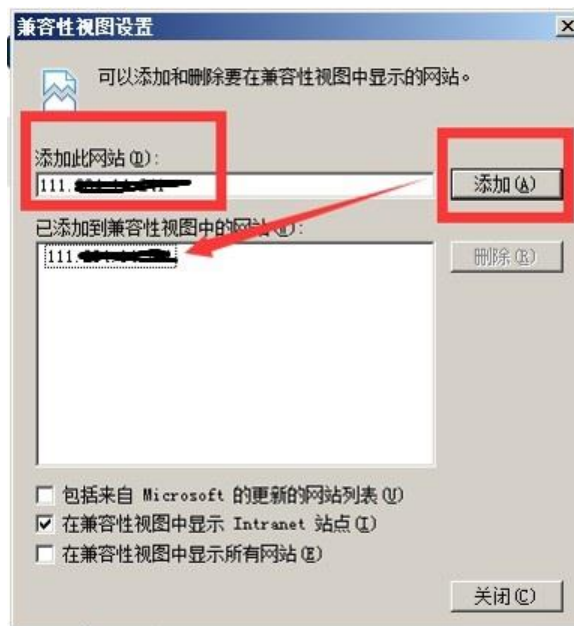 兼容性视图设置
可以添加和删除要在兼容性视图中显示的网站。
添加此网站(D):
111.
添加(A)
已添加到兼容性视图中的网站(W):
111.
删除(R)
包括来自 Microsoft 的更新的网站列表(U)
在兼容性视图中显示 Intranet 站点(I)
在兼容性视图中显示所有网站(E)
关闭(C)